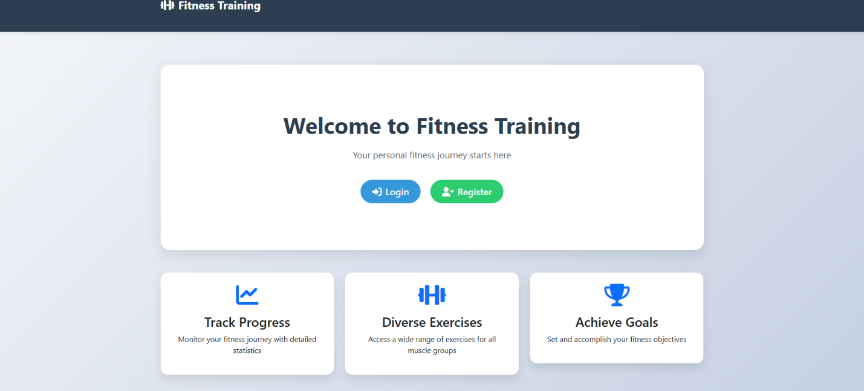 Fitness Training
Welcome to Fitness Training
Your personal fitness journey starts here
Login
Register
Track Progress
Monitor your fitness journey with detailed
statistics
Diverse Exercises
Access a wide range of exercises for all
muscle groups
Achieve Goals
Set and accomplish your fitness objectives